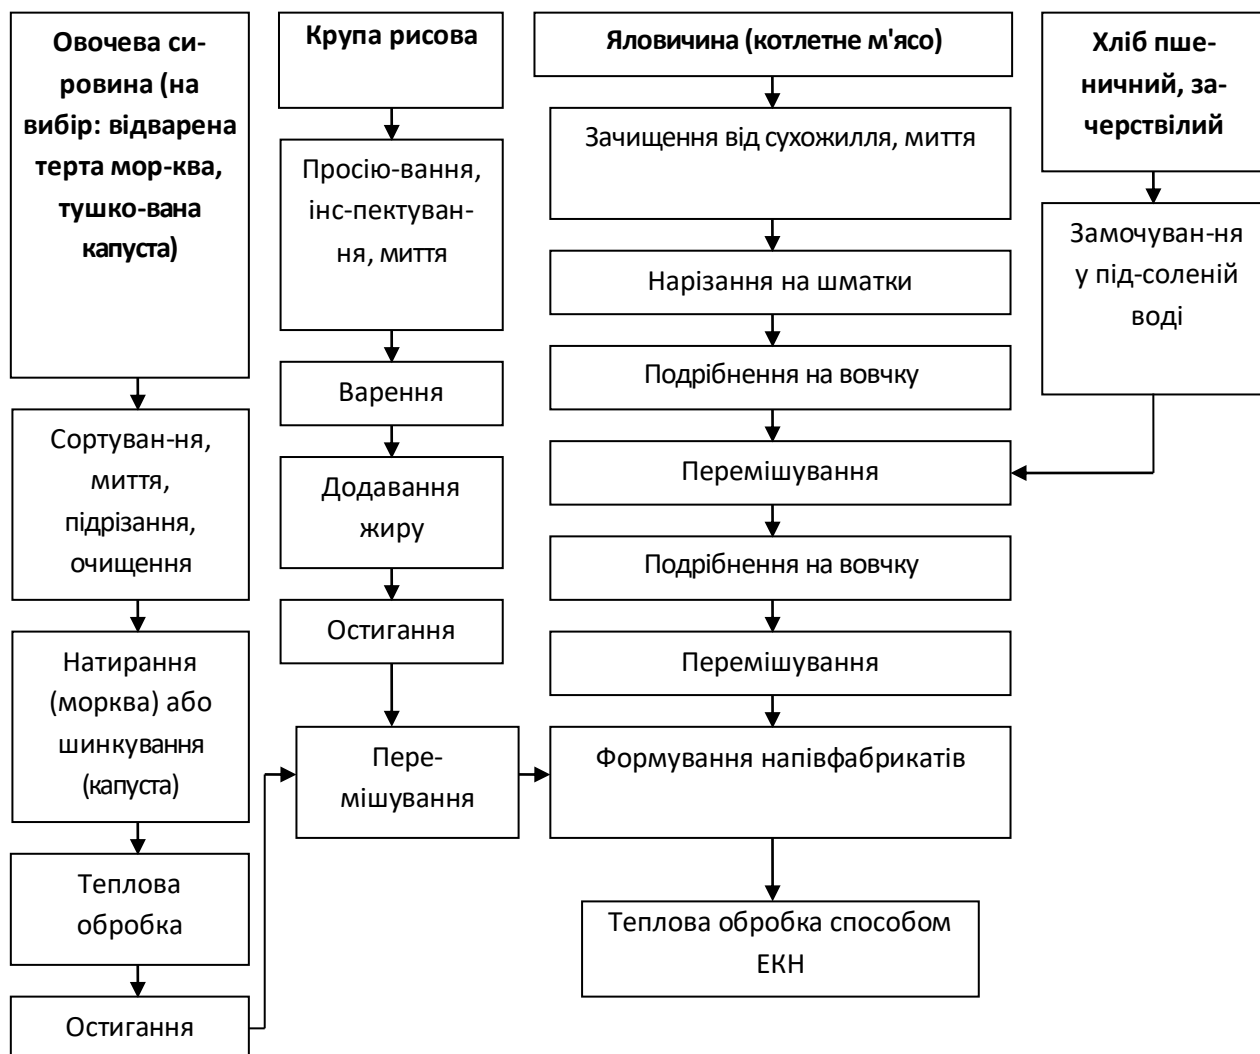 Овочева си-
ровина (на
вибір: відварена
терта мор-ква,
тушко-вана
капуста)
Сортуван-ня,
миття,
підрізання,
очищення
Натирання
(морква) або
шинкування
(капуста)
Теплова
обробка
Остигання
Крупа рисова
Просію-вання,
інс-пектуван-
ня, миття
Варення
Додавання
жиру
Остигання
Пере-
мішування
Яловичина (котлетне м'ясо)
Зачищення від сухожилля, миття
Нарізання на шматки
Подрібнення на вовчку
Перемішування
Подрібнення на вовчку
Перемішування
Формування напівфабрикатів
Теплова обробка способом
ЕКН
Хліб пше-
ничний, за-
черствілий
Замочуван-ня
у під-соленій
воді